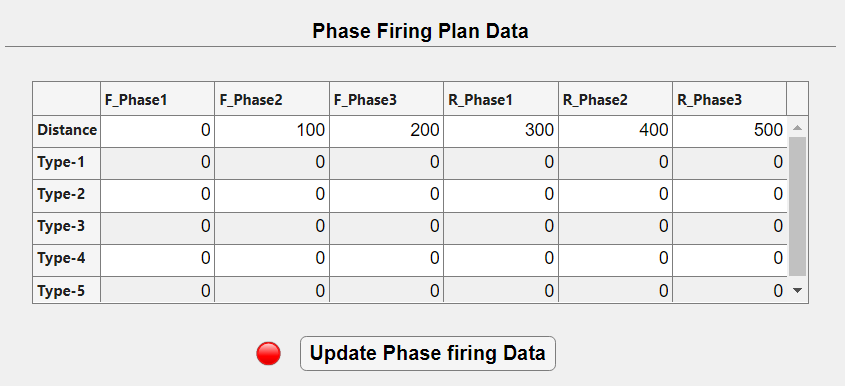 Phase Firing Plan Data
F_Phase1 F_Phase2 F_Phase3 R_Phase1 R_Phase2 R_Phase3
Distance 0 100 200 300 400 500
Type-1 0 0 0 0 0 0
Type-2 0 0 0 0 0 0
Type-3 0 0 0 0 0 0
Type-4 0 0 0 0 0 0
Type-5 0 0 0 0 0 0
Update Phase firing Data